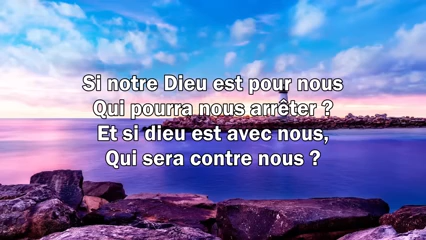 Si notre Dieu est pour nous
Qui pourra nous arrêter ?
Et si dieu est avec nous,
Qui sera contre nous ?